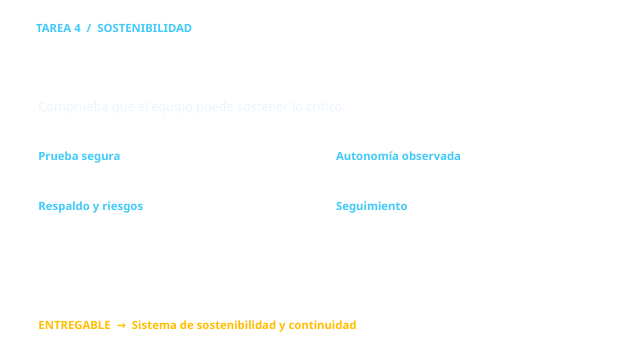 TAREA 4 / SOSTENIBILIDAD
Comprueba que el equipo puede sostener lo crítico.
Prueba segura
Autonomía observada
Respaldo y riesgos
Seguimiento
ENTREGABLE → Sistema de sostenibilidad y continuidad